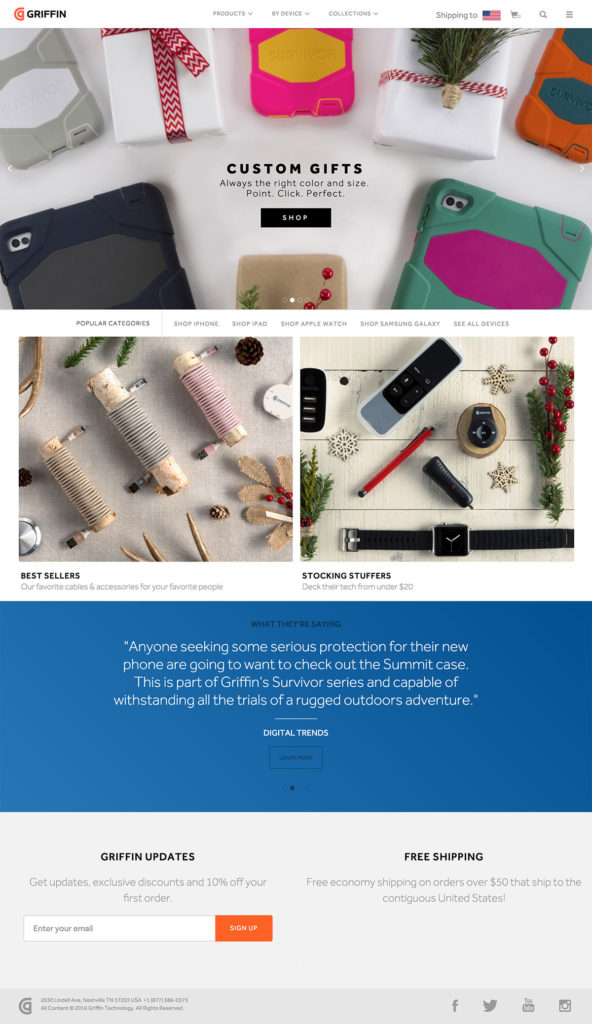 GRIFFIN
PRODUCTS
BY DEVICE
COLLECTIONS
Shipping to
0
SURVIVOR
SURVIVOR
SURVIVOR
CUSTOM GIFTS
Always the right color and size.
Point. Click. Perfect.
SHOP
POPULAR CATEGORIES
SHOP IPHONE
SHOP IPAD
SHOP APPLE WATCH
SHOP SAMSUNG GALAXY
SEE ALL DEVICES
MENU
BEST SELLERS
Our favorite cables & accessories for your favorite people
STOCKING STUFFERS
Deck their tech from under $20
WHAT THEY'RE SAYING
"Anyone seeking some serious protection for their new
phone are going to want to check out the Summit case.
This is part of Griffin's Survivor series and capable of
withstanding all the trials of a rugged outdoors adventure."
DIGITAL TRENDS
LEARN MORE
GRIFFIN UPDATES
Get updates, exclusive discounts and 10% off your
first order.
Enter your email
SIGN UP
FREE SHIPPING
Free economy shipping on orders over $50 that ship to the
contiguous United States!
2030 Lindell Ave, Nashville TN 37203 USA +1 (877) 588-0373
All Content © 2016 Griffin Technology. All Rights Reserved.
You
Tube